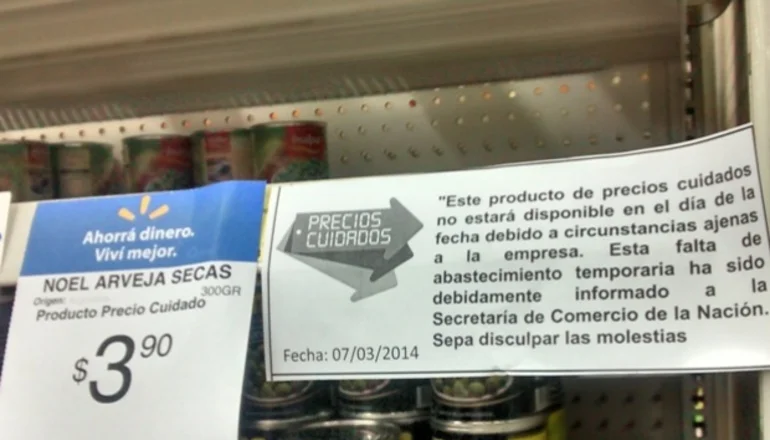 Ahorrá dinero.
Viví mejor.
NOEL ARVEJA SECAS
300GR
Origen:
Producto Precio Cuidado
$3 90
PRECIOS
CUIDADOS
"Este producto de precios cuidados
no estará disponible en el día de la
fecha debido a circunstancias ajenas
a la empresa. Esta falta de
abastecimiento temporaria ha sido
debidamente informado a la
Secretaría de Comercio de la Nación.
Sepa disculpar las molestias
Fecha: 07/03/2014